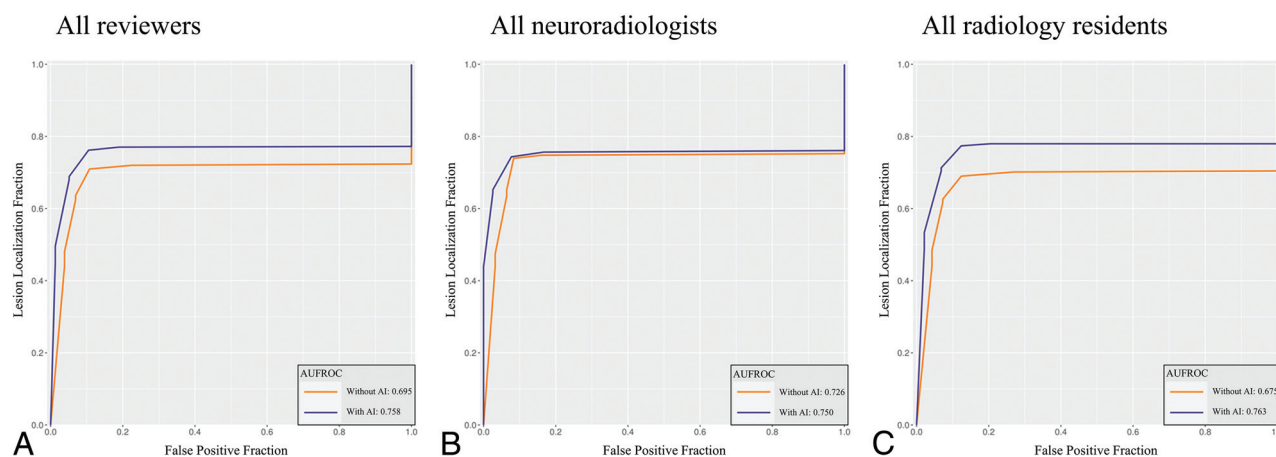 All reviewers
1.0
0.8
0.6
0.4
0.2
0.0
Lesion Localization Fraction
0.0 0.2 0.4 0.6 0.8 1.0
False Positive Fraction
AUFROC
Without AI: 0.695
With AI: 0.758
A
All neuroradiologists
1.0
0.8
0.6
0.4
0.2
0.0
Lesion Localization Fraction
0.0 0.2 0.4 0.6 0.8 1.0
False Positive Fraction
AUFROC
Without AI: 0.726
With AI: 0.750
B
All radiology residents
1.0
0.8
0.6
0.4
0.2
0.0
Lesion Localization Fraction
0.0 0.2 0.4 0.6 0.8 1.0
False Positive Fraction
AUFROC
Without AI: 0.675
With AI: 0.763
C